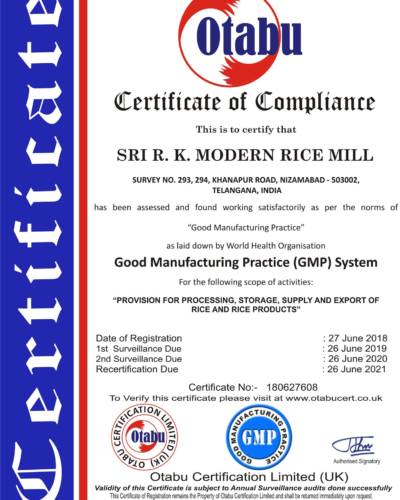 Certificate
Otabu
Certificate of Compliance
This is to certify that
SRI R. K. MODERN RICE MILL
SURVEY NO. 293, 294, KHANAPUR ROAD, NIZAMABAD - 503002,
TELANGANA, INDIA
has been assessed and found working satisfactorily as per the norms of
“Good Manufacturing Practice”
as laid down by World Health Organisation
Good Manufacturing Practice (GMP) System
For the following scope of activities:
“PROVISION FOR PROCESSING, STORAGE, SUPPLY AND EXPORT OF
RICE AND RICE PRODUCTS”
Date of Registration : 27 June 2018
1st Surveillance Due : 26 June 2019
2nd Surveillance Due : 26 June 2020
Recertification Due : 26 June 2021
Certificate No:- 180627608
To Verify this certificate please visit at www.otabucert.co.uk
OTABU CERTIFICATION LIMITED (UK)
Otabu
GOOD MANUFACTURING PRACTICE
GMP
Authorised Signatory
Otabu Certification Limited (UK)
Validity of this Certificate is subject to Annual Surveillance audits done successfully
This Certificate of Registration remains the Property of Otabu Certification Limited and shall be returned immediately upon request.